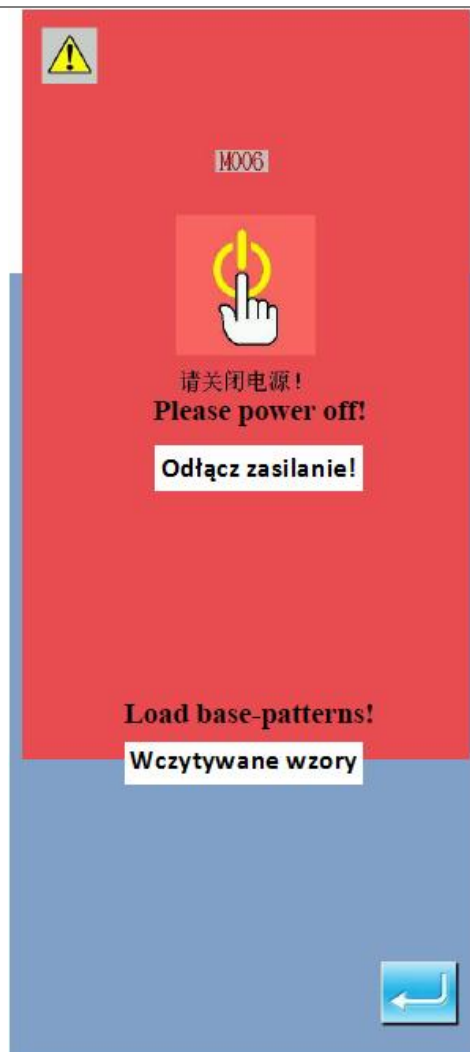 M006
请关闭电源!
Please power off!
Odłącz zasilanie!
Load base-patterns!
Wczytywane wzory